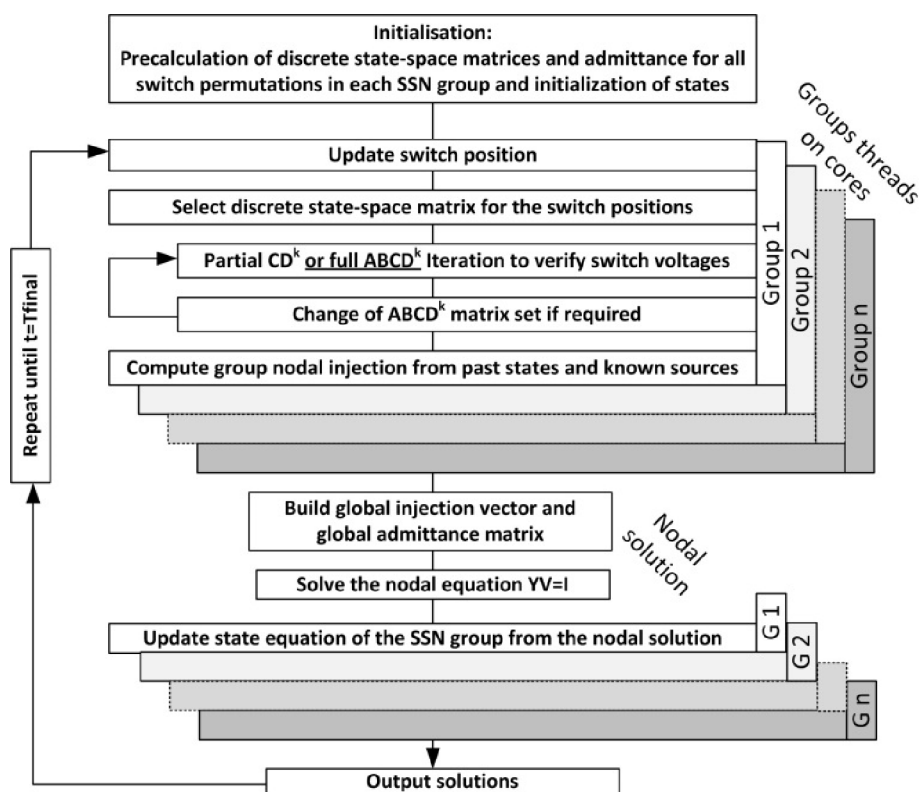 Initialisation:
Precalculation of discrete state-space matrices and admittance for all
switch permutations in each SSN group and initialization of states
Groups threads
on cores
Update switch position
Select discrete state-space matrix for the switch positions
Partial CD^k or full ABCD^k Iteration to verify switch voltages
Change of ABCD^k matrix set if required
Compute group nodal injection from past states and known sources
Group 1
Group 2
Group n
Repeat until t=Tfinal
Build global injection vector and
global admittance matrix
Nodal
solution
Solve the nodal equation YV=I
Update state equation of the SSN group from the nodal solution
G 1
G 2
G n
Output solutions